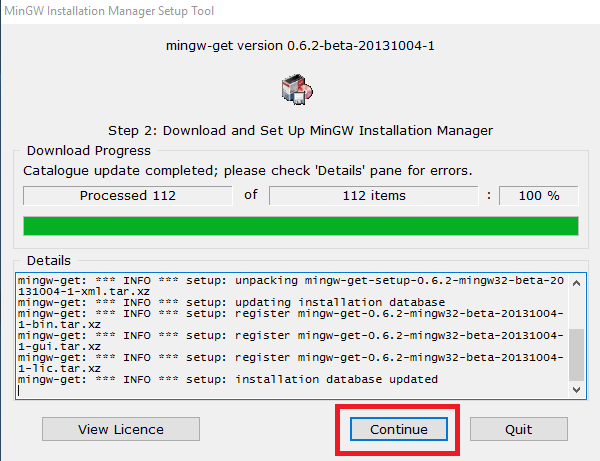 MinGW Installation Manager Setup Tool
mingw-get version 0.6.2-beta-20131004-1
Step 2: Download and Set Up MinGW Installation Manager
Download Progress
Catalogue update completed; please check 'Details' pane for errors.
Processed 112 of 112 items : 100 %
Details
mingw-get: *** INFO *** setup: unpacking mingw-get-setup-0.6.2-mingw32-beta-20
131004-1-xml.tar.xz
mingw-get: *** INFO *** setup: updating installation database
mingw-get: *** INFO *** setup: register mingw-get-0.6.2-mingw32-beta-20131004-
1-bin.tar.xz
mingw-get: *** INFO *** setup: register mingw-get-0.6.2-mingw32-beta-20131004-
1-gui.tar.xz
mingw-get: *** INFO *** setup: register mingw-get-0.6.2-mingw32-beta-20131004-
1-lic.tar.xz
mingw-get: *** INFO *** setup: installation database updated
View Licence Continue Quit